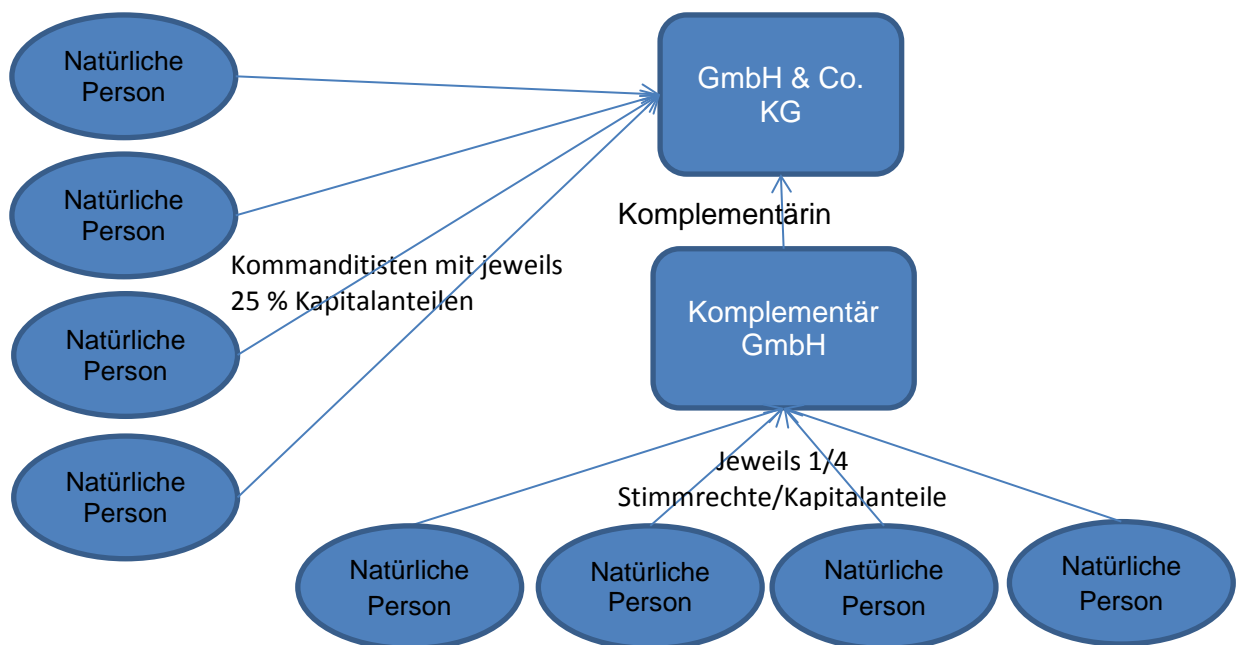 Natürliche
Person
GmbH & Co.
KG
Natürliche
Person
Komplementärin
Kommanditisten mit jeweils
25 % Kapitalanteilen
Natürliche
Person
Komplementär
GmbH
Natürliche
Person
Jeweils 1/4
Stimmrechte/Kapitalanteile
Natürliche
Person
Natürliche
Person
Natürliche
Person
Natürliche
Person